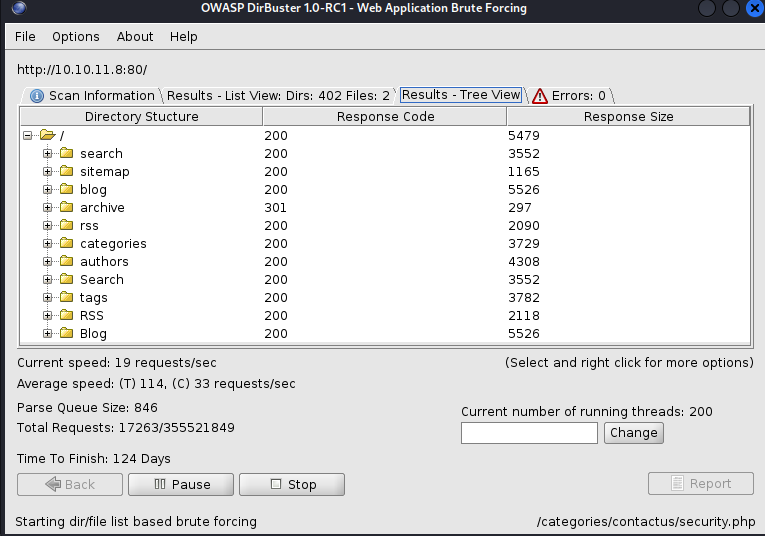 OWASP DirBuster 1.0-RC1 - Web Application Brute Forcing
File Options About Help
http://10.10.11.8:80/
Scan Information Results - List View: Dirs: 402 Files: 2 Results - Tree View Errors: 0
Directory Stucture Response Code Response Size
/ 200 5479
search 200 3552
sitemap 200 1165
blog 200 5526
archive 301 297
rss 200 2090
categories 200 3729
authors 200 4308
Search 200 3552
tags 200 3782
RSS 200 2118
Blog 200 5526
Current speed: 19 requests/sec (Select and right click for more options)
Average speed: (T) 114, (C) 33 requests/sec
Parse Queue Size: 846
Current number of running threads: 200
Total Requests: 17263/355521849
Change
Time To Finish: 124 Days
Back Pause Stop Report
Starting dir/file list based brute forcing /categories/contactus/security.php